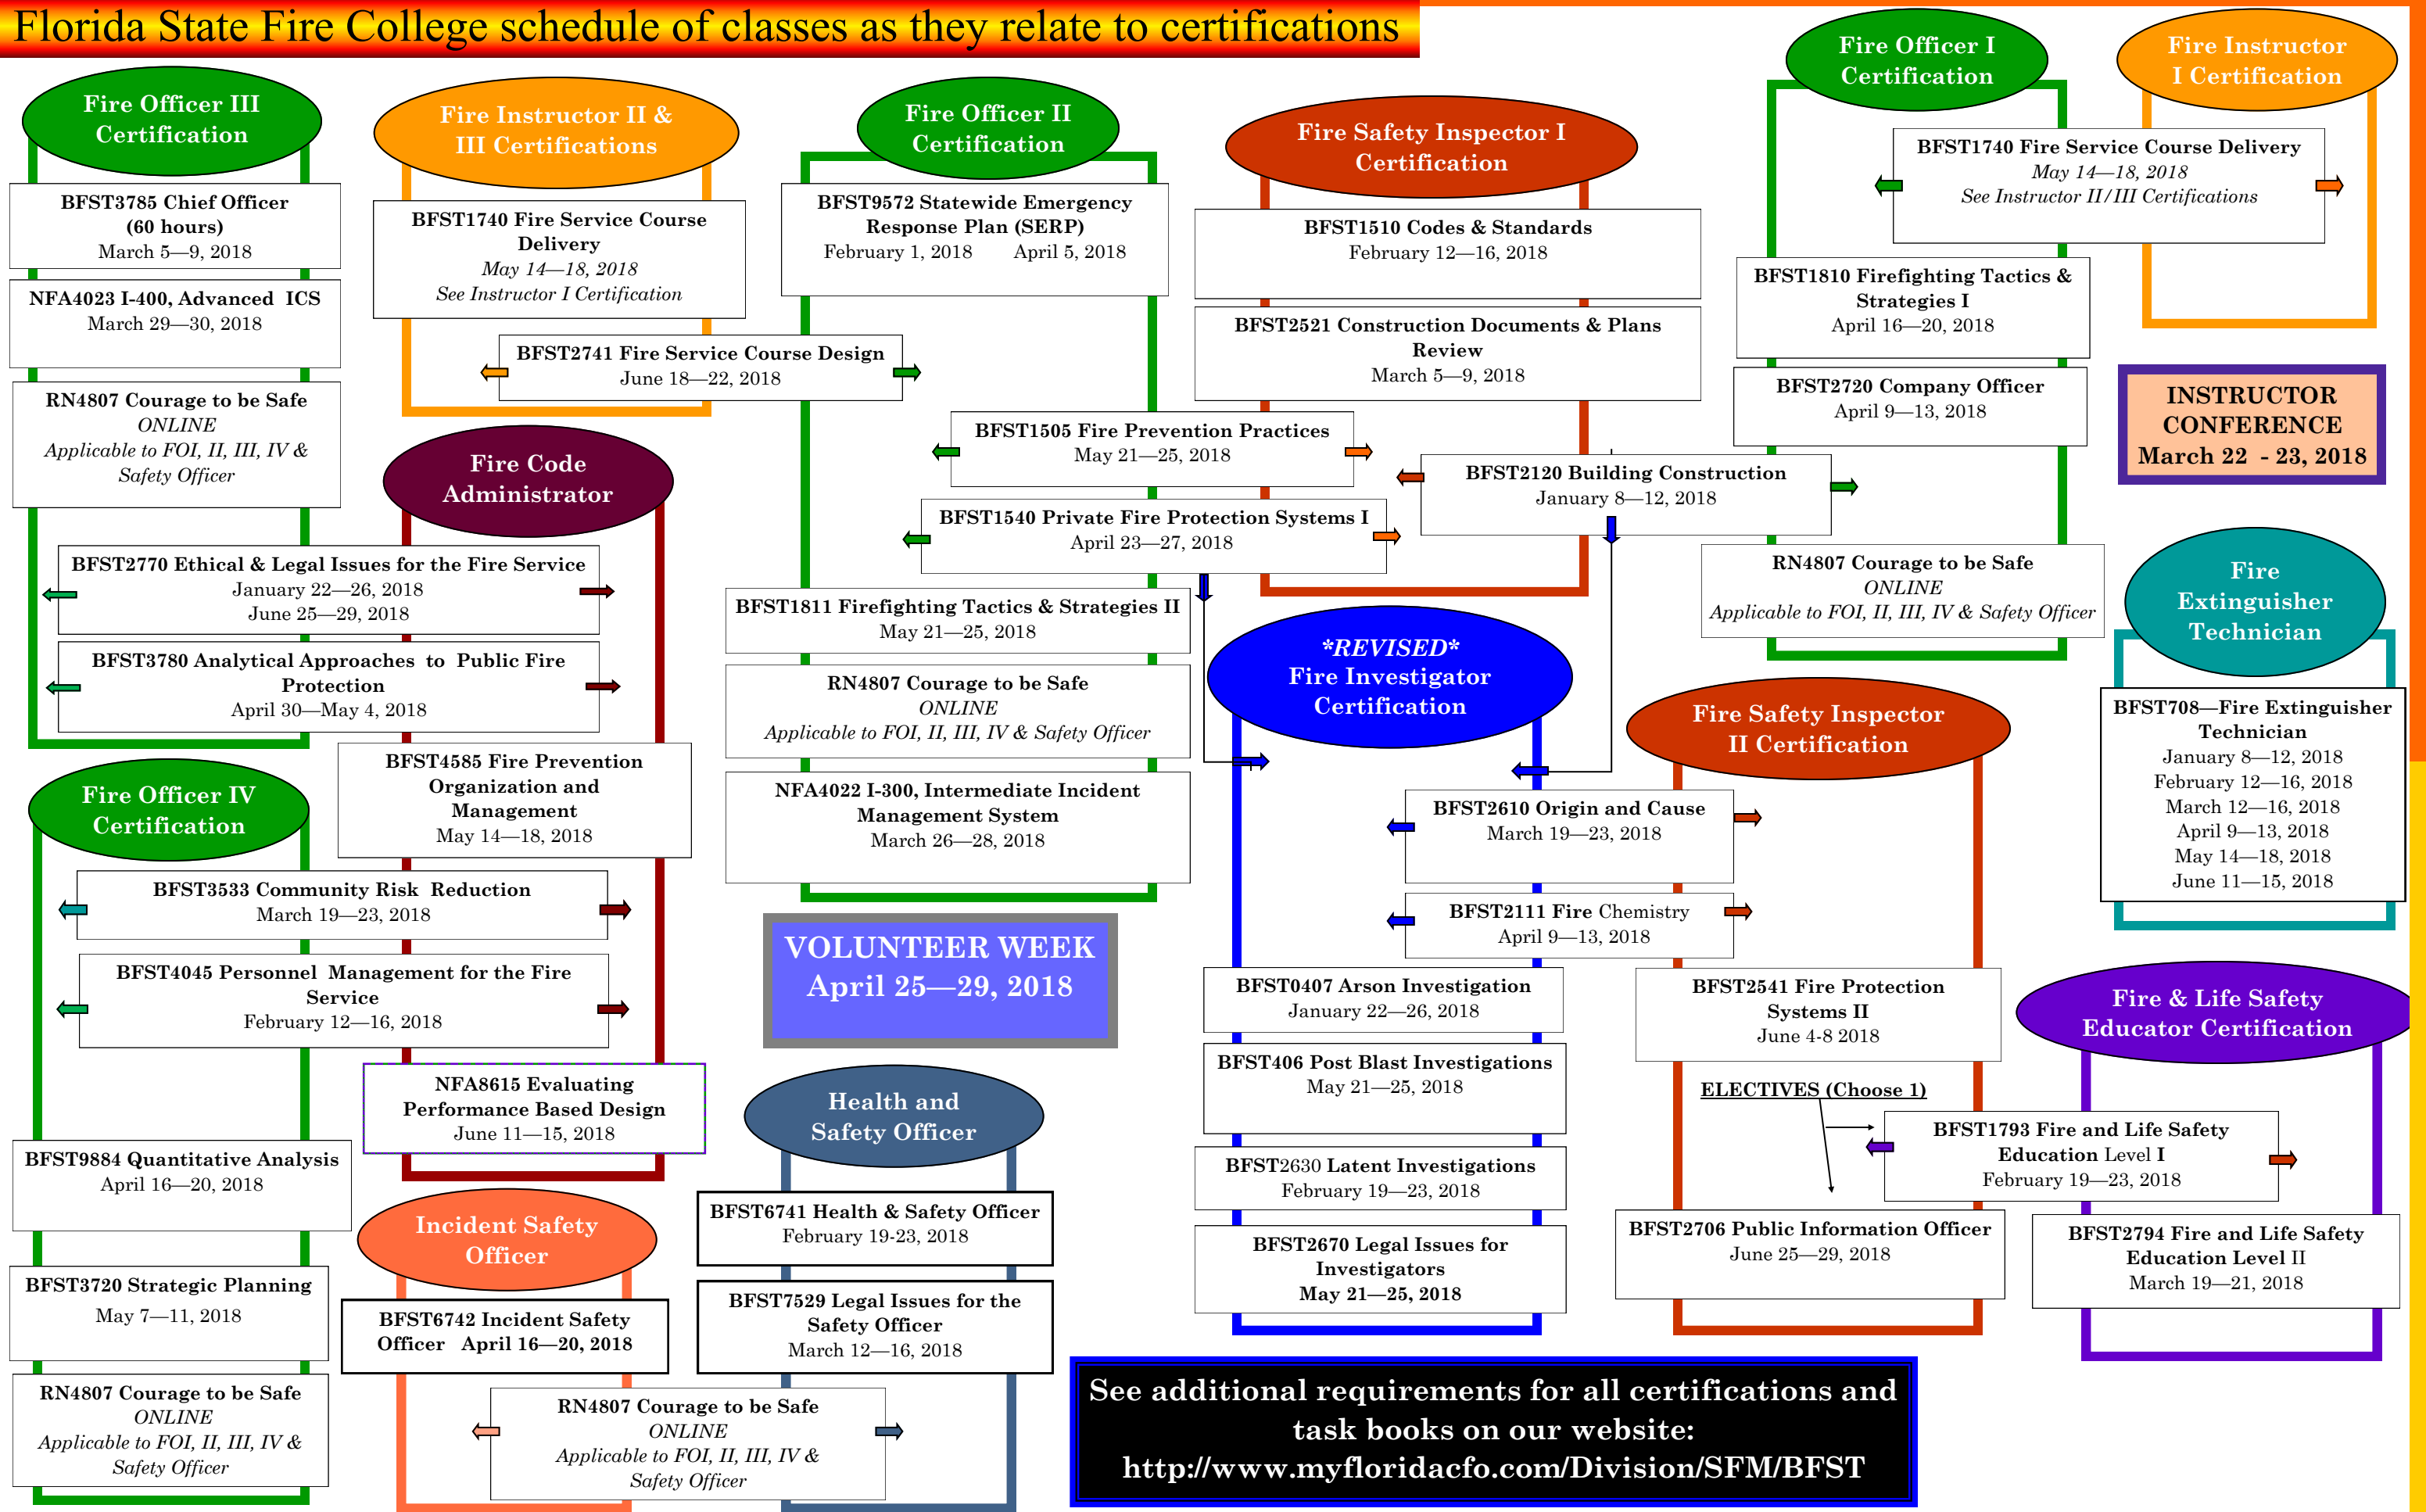 Florida State Fire College schedule of classes as they relate to certifications
Fire Officer III
Certification
BFST3785 Chief Officer
(60 hours)
March 5—9, 2018
NFA4023 I-400, Advanced ICS
March 29—30, 2018
RN4807 Courage to be Safe
ONLINE
Applicable to FOI, II, III, IV &
Safety Officer
BFST2770 Ethical & Legal Issues for the Fire Service
January 22—26, 2018
June 25—29, 2018
BFST3780 Analytical Approaches to Public Fire
Protection
April 30—May 4, 2018
Fire Officer IV
Certification
BFST3533 Community Risk Reduction
March 19—23, 2018
BFST4045 Personnel Management for the Fire
Service
February 12—16, 2018
BFST9884 Quantitative Analysis
April 16—20, 2018
BFST3720 Strategic Planning
May 7—11, 2018
RN4807 Courage to be Safe
ONLINE
Applicable to FOI, II, III, IV &
Safety Officer
Fire Instructor II &
III Certifications
BFST1740 Fire Service Course
Delivery
May 14—18, 2018
See Instructor I Certification
BFST2741 Fire Service Course Design
June 18—22, 2018
Fire Code
Administrator
BFST4585 Fire Prevention
Organization and
Management
May 14—18, 2018
NFA8615 Evaluating
Performance Based Design
June 11—15, 2018
Incident Safety
Officer
BFST6742 Incident Safety
Officer April 16—20, 2018
RN4807 Courage to be Safe
ONLINE
Applicable to FOI, II, III, IV &
Safety Officer
Fire Officer II
Certification
BFST9572 Statewide Emergency
Response Plan (SERP)
February 1, 2018 April 5, 2018
BFST1505 Fire Prevention Practices
May 21—25, 2018
BFST1540 Private Fire Protection Systems I
April 23—27, 2018
BFST1811 Firefighting Tactics & Strategies II
May 21—25, 2018
RN4807 Courage to be Safe
ONLINE
Applicable to FOI, II, III, IV & Safety Officer
NFA4022 I-300, Intermediate Incident
Management System
March 26—28, 2018
VOLUNTEER WEEK
April 25—29, 2018
Health and
Safety Officer
BFST6741 Health & Safety Officer
February 19-23, 2018
BFST7529 Legal Issues for the
Safety Officer
March 12—16, 2018
Fire Safety Inspector I
Certification
BFST1510 Codes & Standards
February 12—16, 2018
BFST2521 Construction Documents & Plans
Review
March 5—9, 2018
BFST2120 Building Construction
January 8—12, 2018
*REVISED*
Fire Investigator
Certification
BFST2610 Origin and Cause
March 19—23, 2018
BFST2111 Fire Chemistry
April 9—13, 2018
BFST0407 Arson Investigation
January 22—26, 2018
BFST406 Post Blast Investigations
May 21—25, 2018
BFST2630 Latent Investigations
February 19—23, 2018
BFST2670 Legal Issues for
Investigators
May 21—25, 2018
Fire Officer I
Certification
Fire Instructor
I Certification
BFST1740 Fire Service Course Delivery
May 14—18, 2018
See Instructor II/III Certifications
BFST1810 Firefighting Tactics &
Strategies I
April 16—20, 2018
BFST2720 Company Officer
April 9—13, 2018
RN4807 Courage to be Safe
ONLINE
Applicable to FOI, II, III, IV & Safety Officer
INSTRUCTOR
CONFERENCE
March 22 - 23, 2018
Fire
Extinguisher
Technician
BFST708—Fire Extinguisher
Technician
January 8—12, 2018
February 12—16, 2018
March 12—16, 2018
April 9—13, 2018
May 14—18, 2018
June 11—15, 2018
Fire Safety Inspector
II Certification
BFST2541 Fire Protection
Systems II
June 4-8 2018
ELECTIVES (Choose 1)
BFST1793 Fire and Life Safety
Education Level I
February 19—23, 2018
BFST2706 Public Information Officer
June 25—29, 2018
Fire & Life Safety
Educator Certification
BFST2794 Fire and Life Safety
Education Level II
March 19—21, 2018
See additional requirements for all certifications and
task books on our website:
http://www.myfloridacfo.com/Division/SFM/BFST